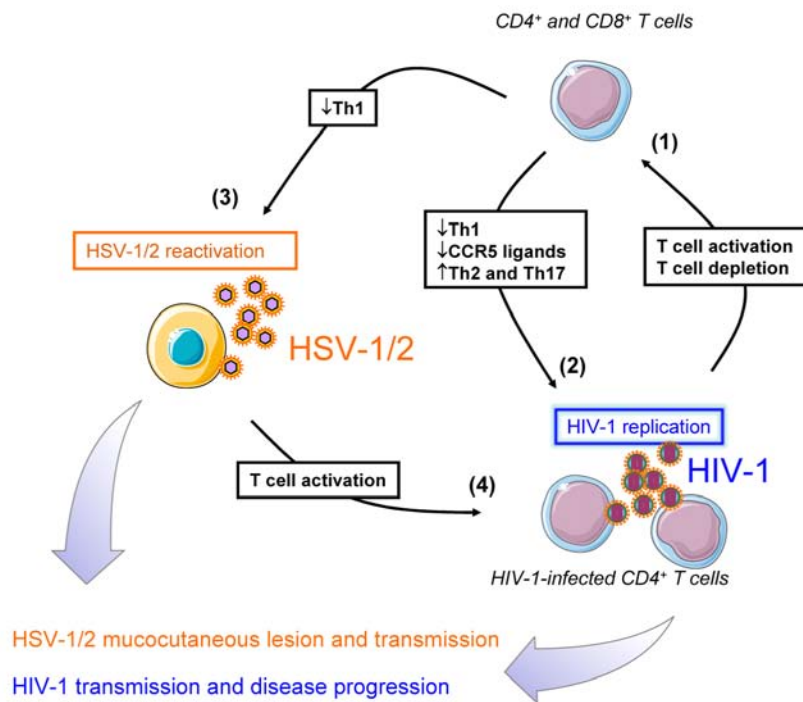 CD4⁺ and CD8⁺ T cells
↓Th1
(1)
(3)
HSV-1/2 reactivation
↓Th1
↓CCR5 ligands
↑Th2 and Th17
T cell activation
T cell depletion
HSV-1/2
(2)
HIV-1 replication
HIV-1
T cell activation
(4)
HIV-1-infected CD4⁺ T cells
HSV-1/2 mucocutaneous lesion and transmission
HIV-1 transmission and disease progression